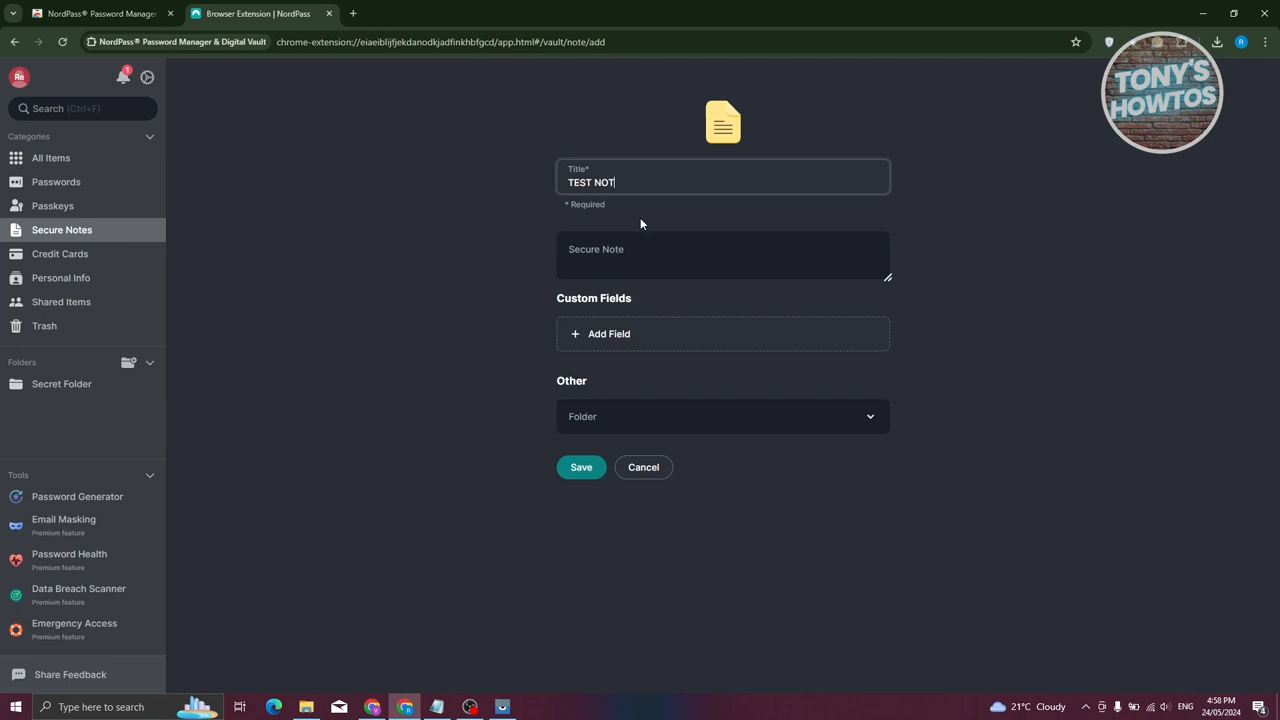 NordPass® Password Manager
Browser Extension | NordPass
NordPass® Password Manager & Digital Vault
chrome-extension://eiaeiblijfjekdanodkjadfinkhbfgcd/app.html#/vault/note/add
TONY'S
HOWTOS
Re
1
Search (Ctrl+F)
Categories
All Items
Passwords
Passkeys
Secure Notes
Credit Cards
Personal Info
Shared Items
Trash
Folders
Secret Folder
Tools
Password Generator
Email Masking
Premium feature
Password Health
Premium feature
Data Breach Scanner
Premium feature
Emergency Access
Premium feature
Share Feedback
Title*
TEST NOT
* Required
Secure Note
Custom Fields
+ Add Field
Other
Folder
Save
Cancel
Type here to search
21°C Cloudy
ENG
4:58 PM
24/05/2024